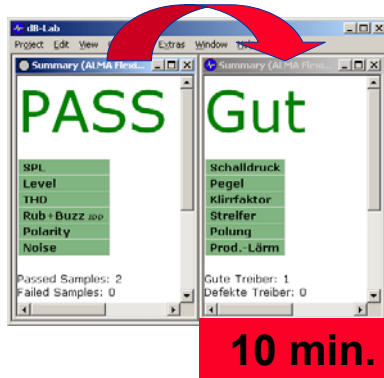 dB-Lab
Project Edit View Extras Window
Summary (ALMA Flexi...
PASS
SPL
Level
THD
Rub+Buzz IDD
Polarity
Noise
Passed Samples: 2
Failed Samples: 0
Summary (ALMA Flexi...
Gut
Schalldruck
Pegel
Klirrfaktor
Streifer
Polung
Prod.-Lärm
Gute Treiber: 1
Defekte Treiber: 0
10 min.